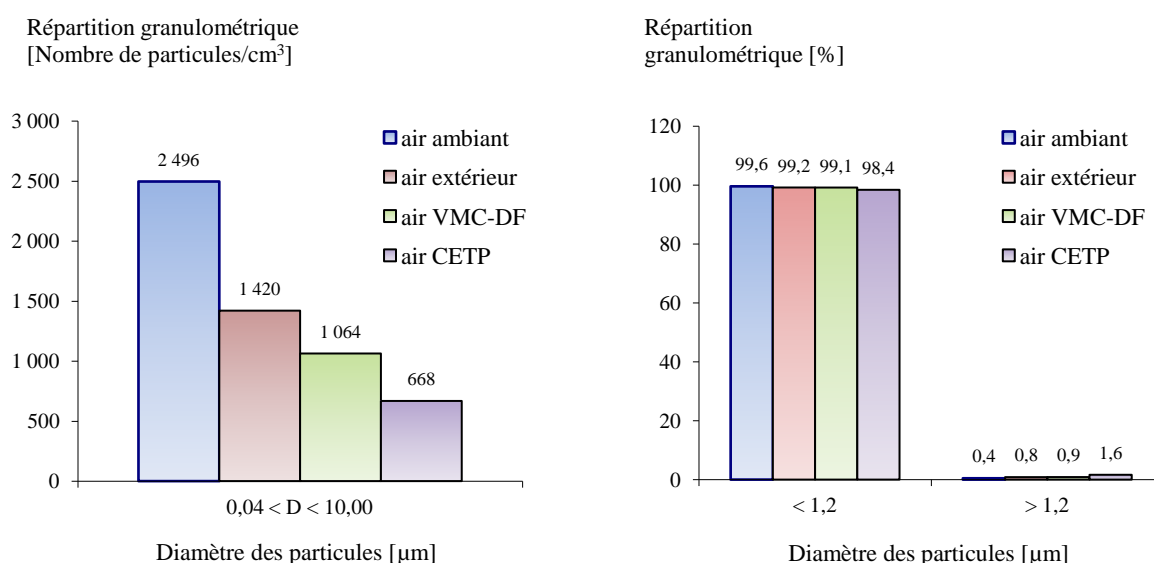 Répartition granulométrique
[Nombre de particules/cm³]
3 000
2 500
2 000
1 500
1 000
500
0
2 496
1 420
1 064
668
air ambiant
air extérieur
air VMC-DF
air CETP
0,04 < D < 10,00
Diamètre des particules [µm]
Répartition
granulométrique [%]
120
100
80
60
40
20
0
99,6 99,2 99,1 98,4
0,4 0,8 0,9 1,6
air ambiant
air extérieur
air VMC-DF
air CETP
< 1,2 > 1,2
Diamètre des particules [µm]